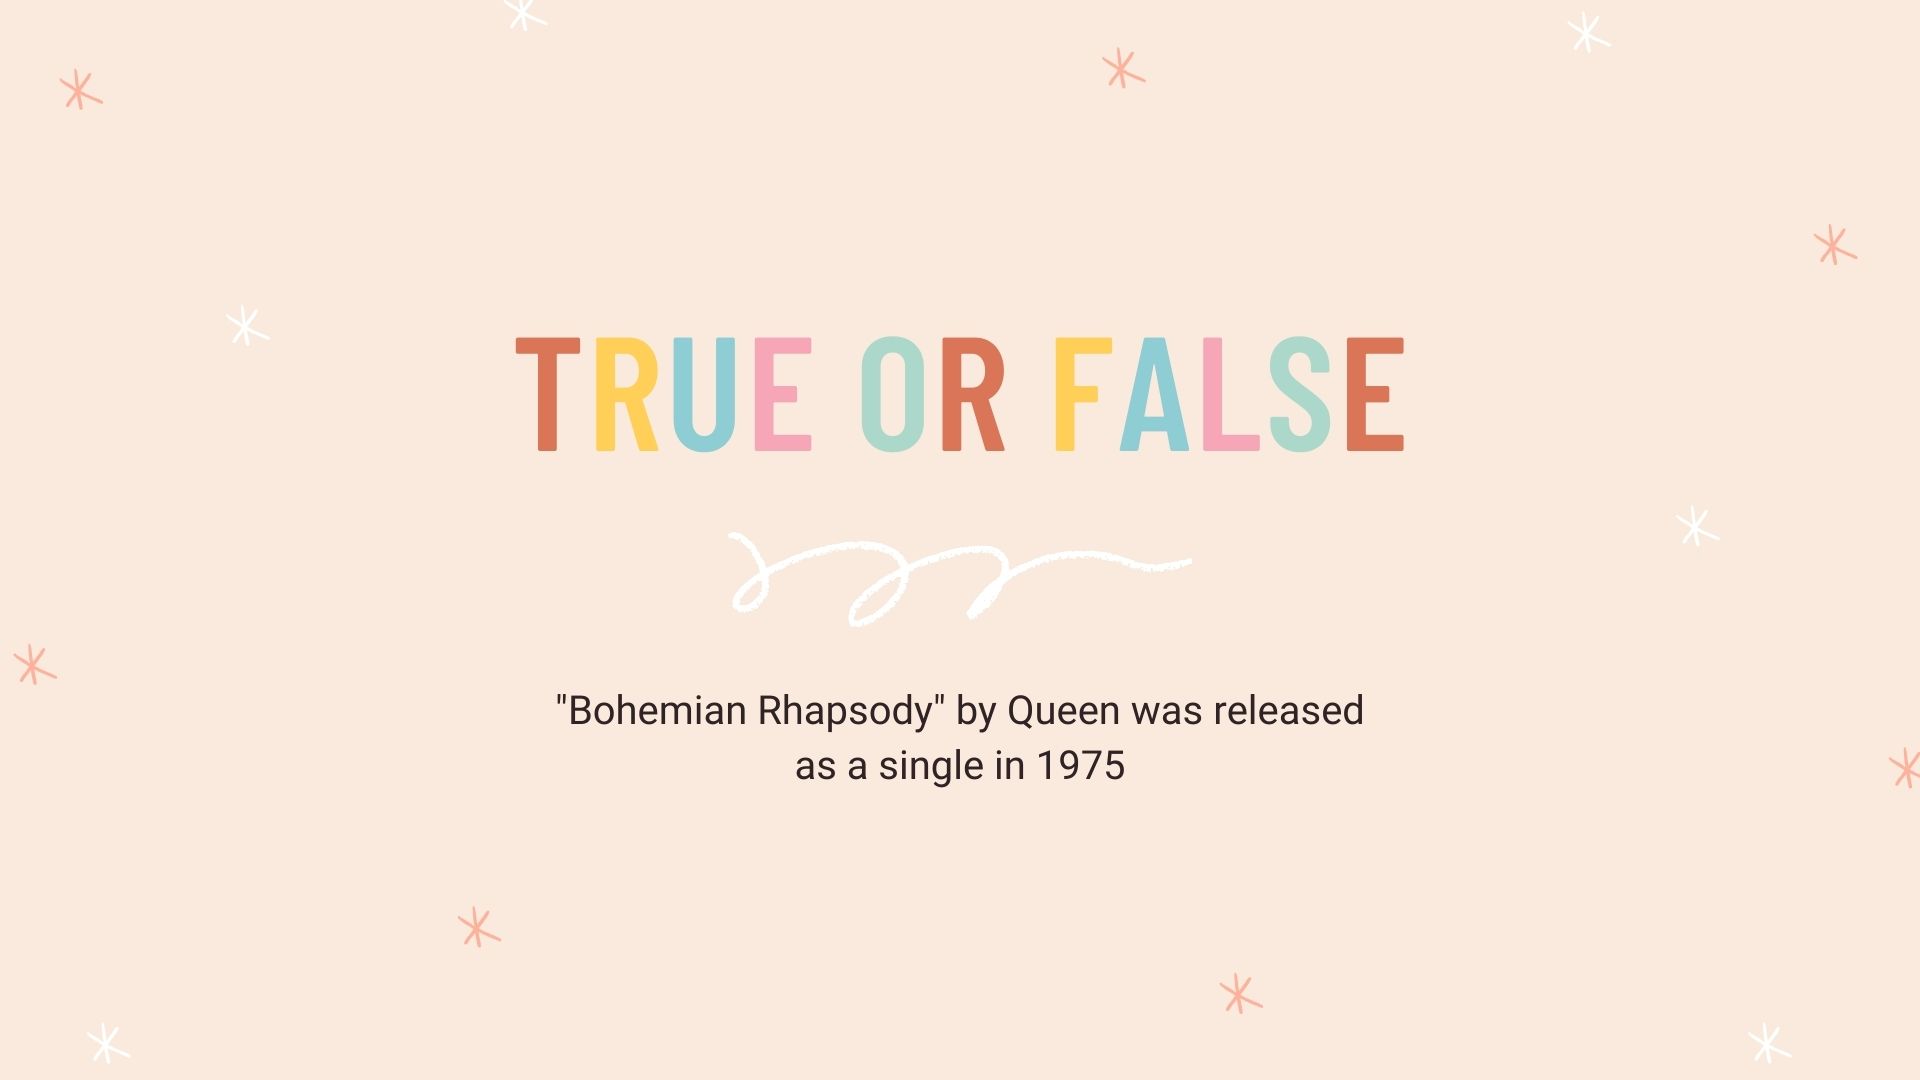 TRUE OR FALSE
"Bohemian Rhapsody" by Queen was released
as a single in 1975